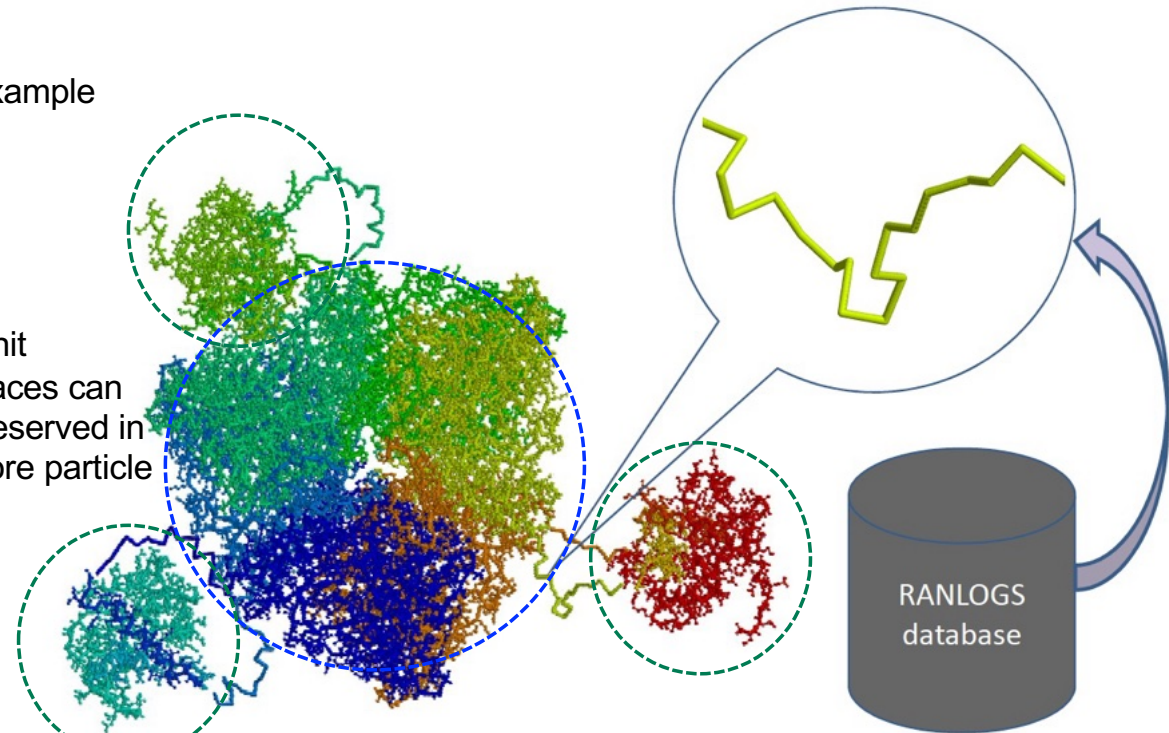 xample
nit
aces can
eserved in
ore particle
RANLOGS
database